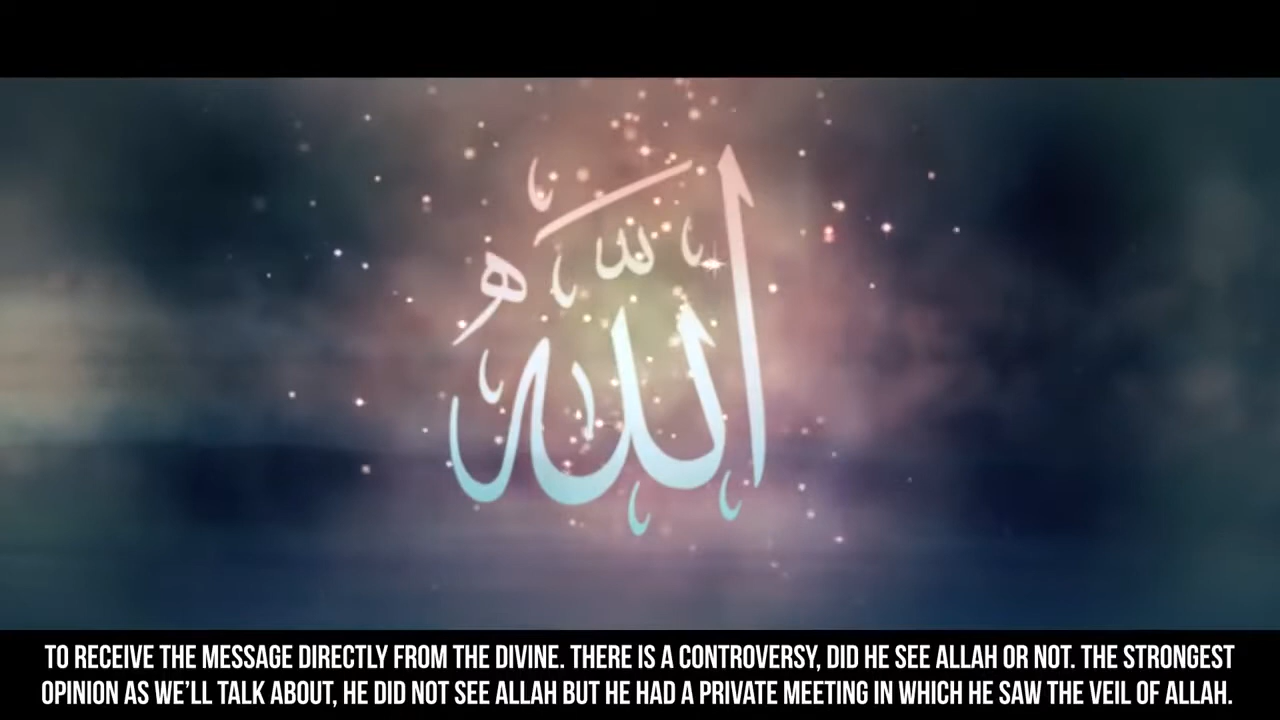 الله
TO RECEIVE THE MESSAGE DIRECTLY FROM THE DIVINE. THERE IS A CONTROVERSY, DID HE SEE ALLAH OR NOT. THE STRONGEST
OPINION AS WE'LL TALK ABOUT, HE DID NOT SEE ALLAH BUT HE HAD A PRIVATE MEETING IN WHICH HE SAW THE VEIL OF ALLAH.